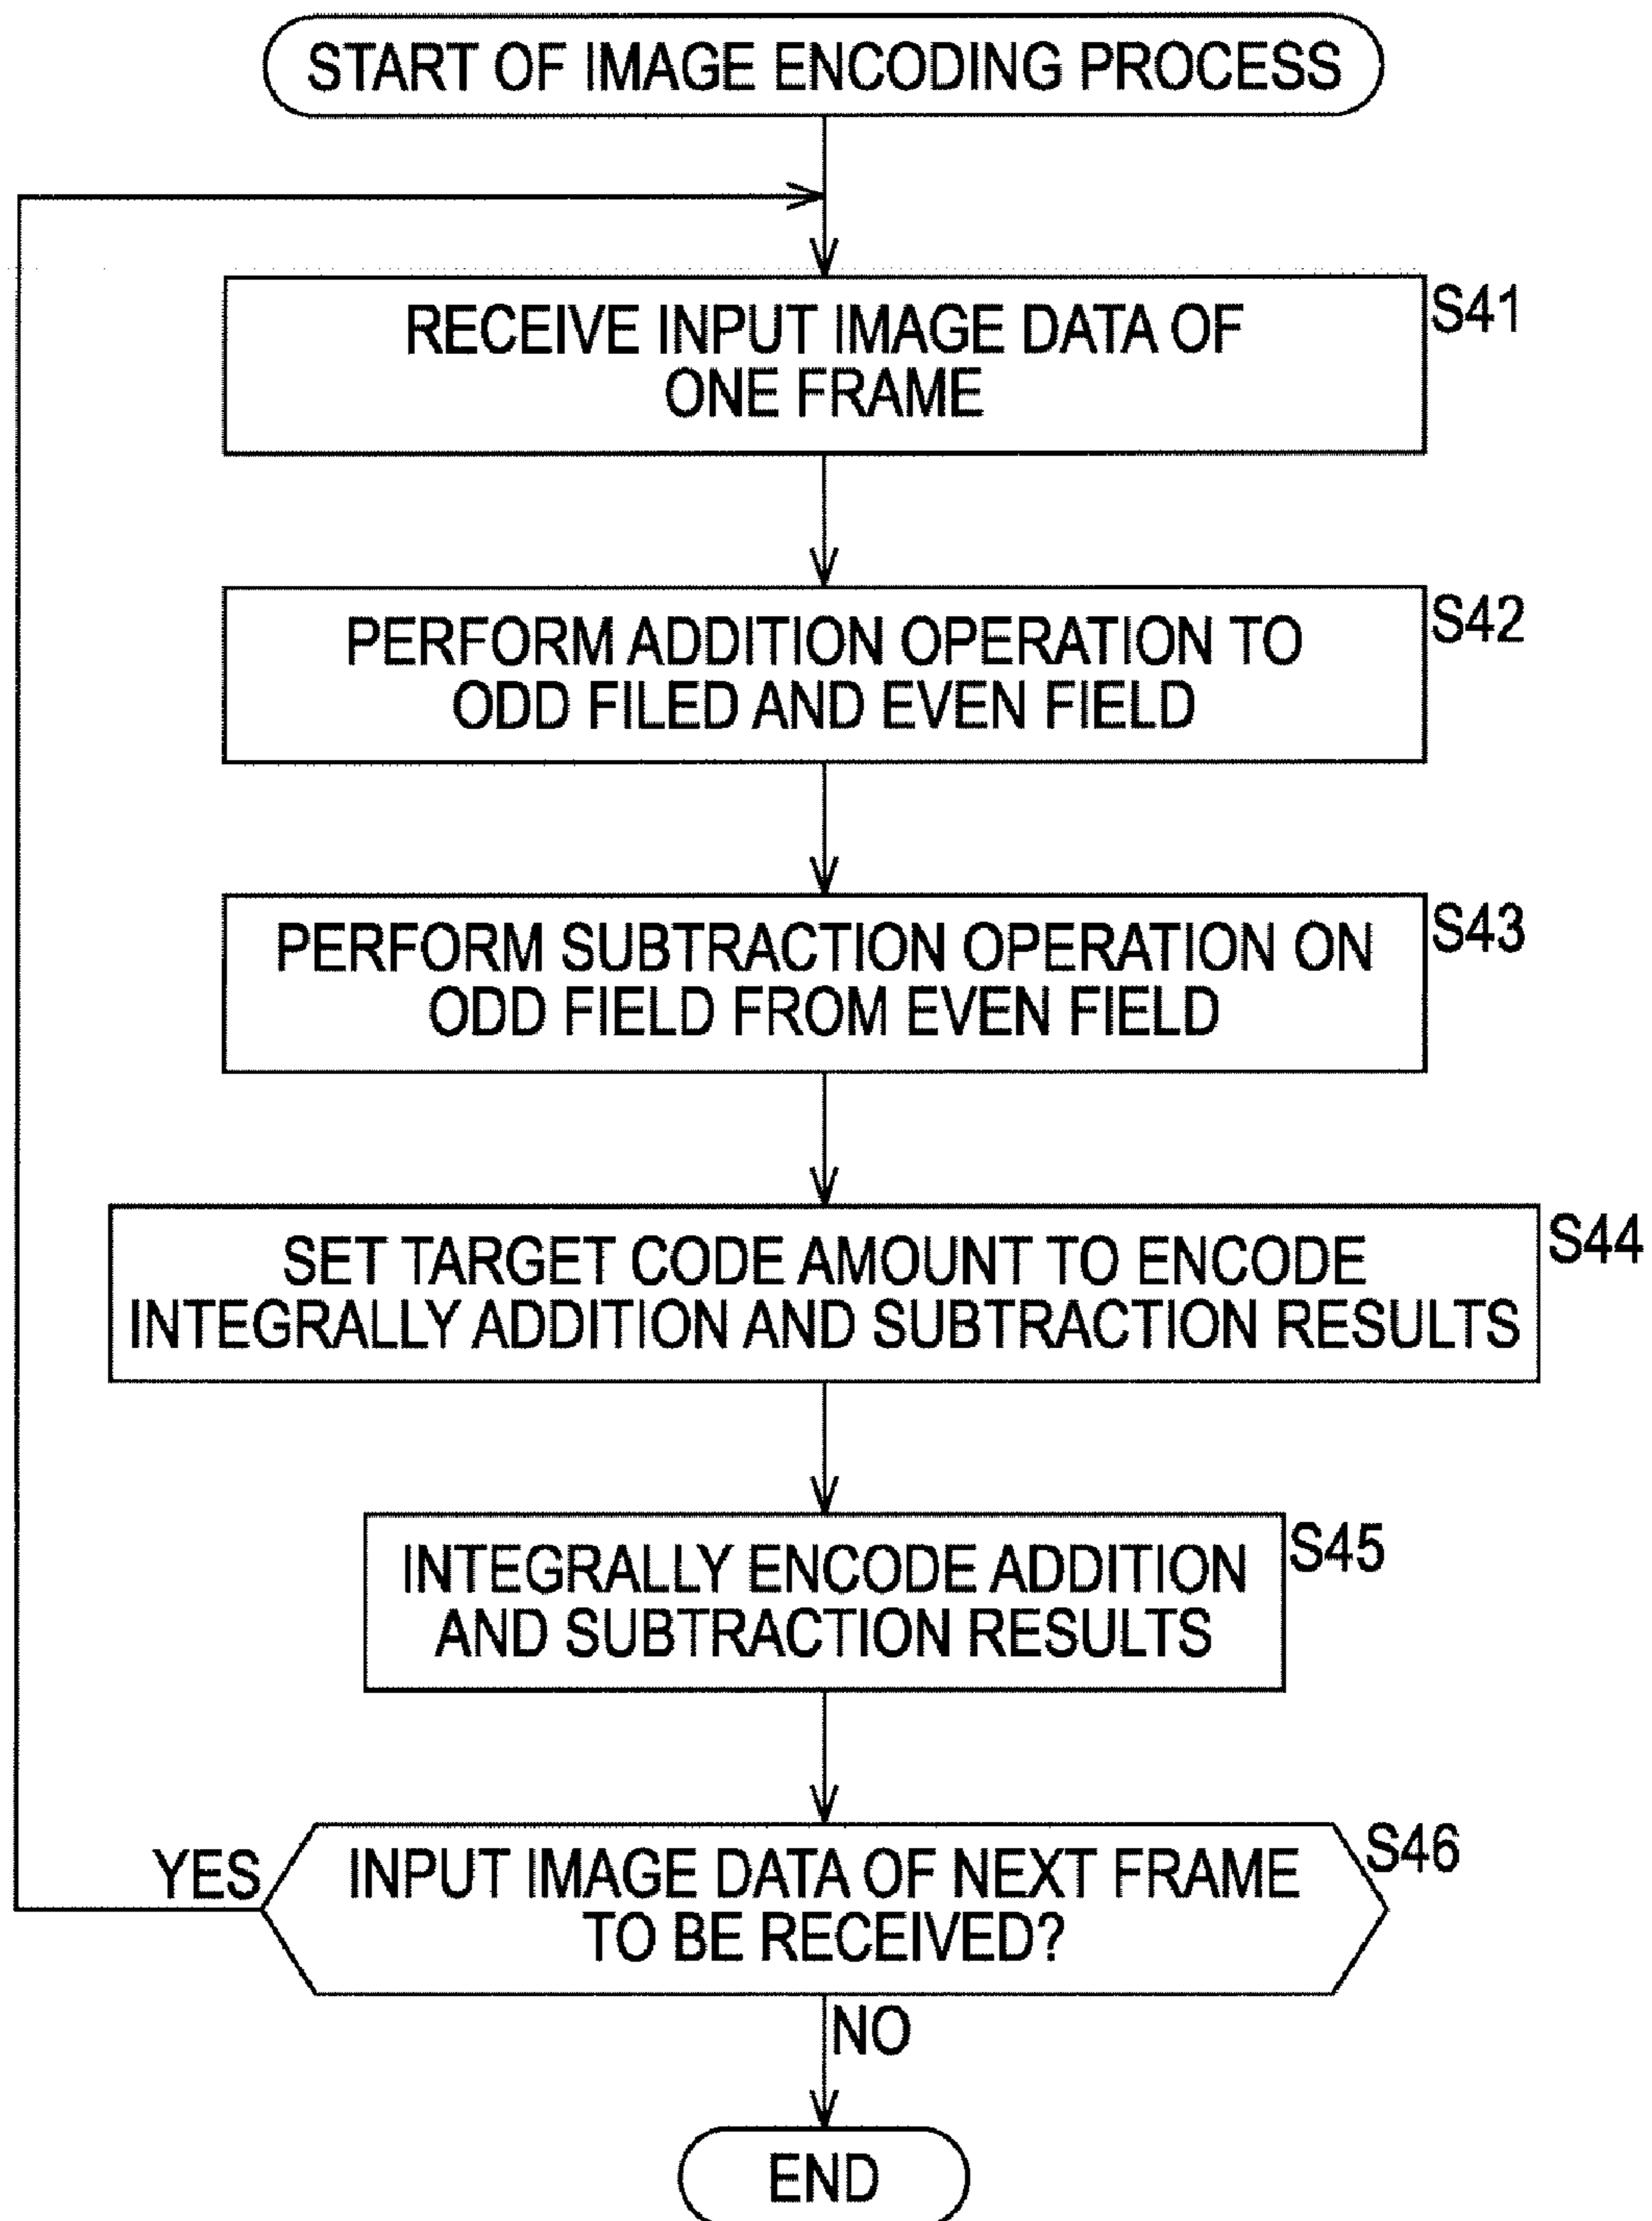 START OF IMAGE ENCODING PROCESS
RECEIVE INPUT IMAGE DATA OF
ONE FRAME
S41
PERFORM ADDITION OPERATION TO
ODD FILED AND EVEN FIELD
S42
PERFORM SUBTRACTION OPERATION ON
ODD FIELD FROM EVEN FIELD
S43
SET TARGET CODE AMOUNT TO ENCODE
INTEGRALLY ADDITION AND SUBTRACTION RESULTS
S44
INTEGRALLY ENCODE ADDITION
AND SUBTRACTION RESULTS
S45
INPUT IMAGE DATA OF NEXT FRAME
TO BE RECEIVED?
S46
YES
NO
END